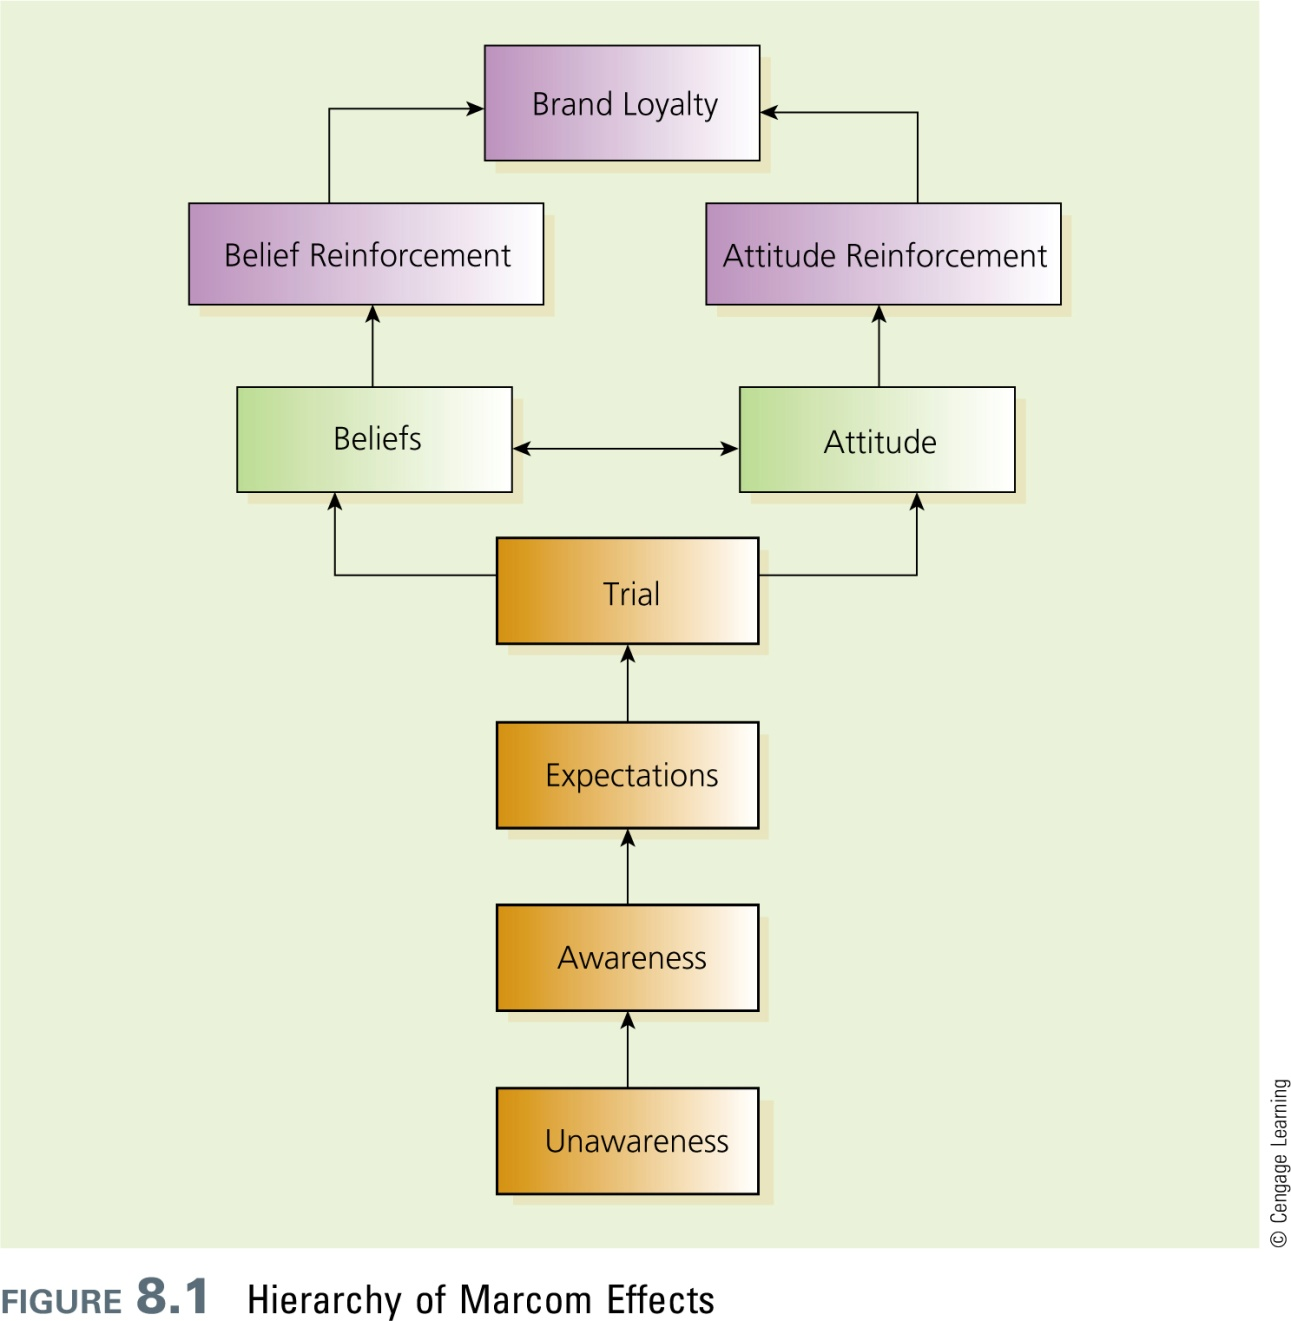 Brand Loyalty
Belief Reinforcement
Attitude Reinforcement
Beliefs
Attitude
Trial
Expectations
Awareness
Unawareness
© Cengage Learning
FIGURE 8.1 Hierarchy of Marcom Effects